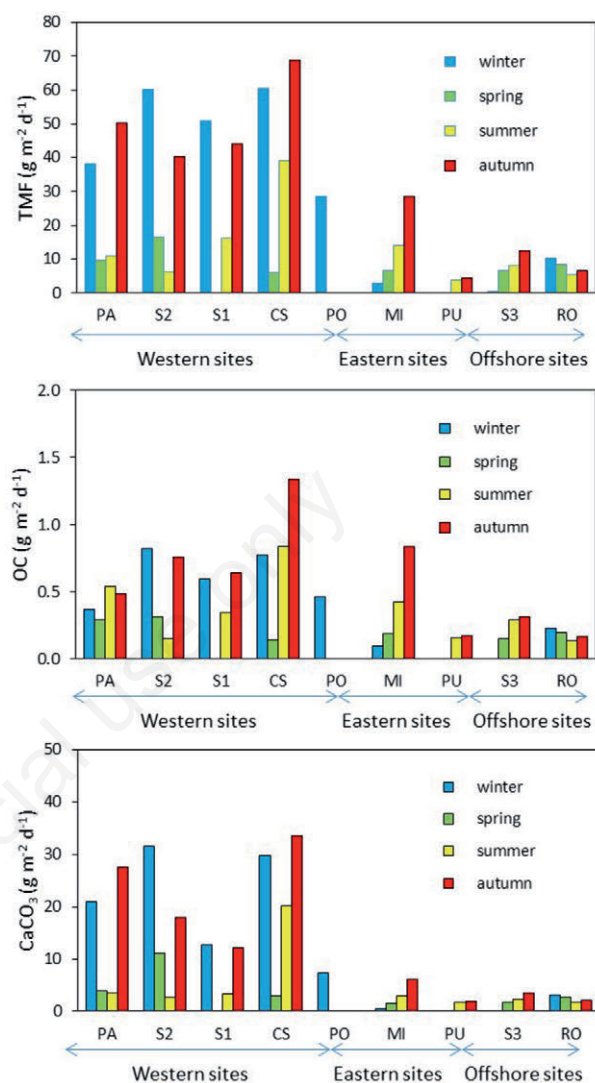 80
70
60
50
40
30
20
10
0
TMF (g m⁻² d⁻¹)
winter
spring
summer
autumn
PA S2 S1 CS PO MI PU S3 RO
Western sites Eastern sites Offshore sites
2.0
1.5
1.0
0.5
0.0
OC (g m⁻² d⁻¹)
winter
spring
summer
autumn
PA S2 S1 CS PO MI PU S3 RO
Western sites Eastern sites Offshore sites
50
40
30
20
10
0
CaCO₃ (g m⁻² d⁻¹)
winter
spring
summer
autumn
PA S2 S1 CS PO MI PU S3 RO
Western sites Eastern sites Offshore sites
cial use only